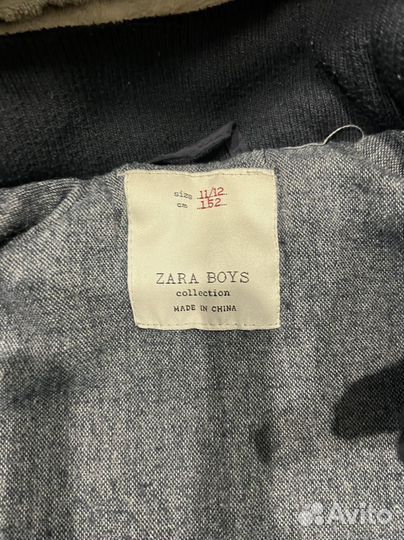 size 11/12
cm 152
ZARA BOYS
collection
MADE IN CHINA
Avito